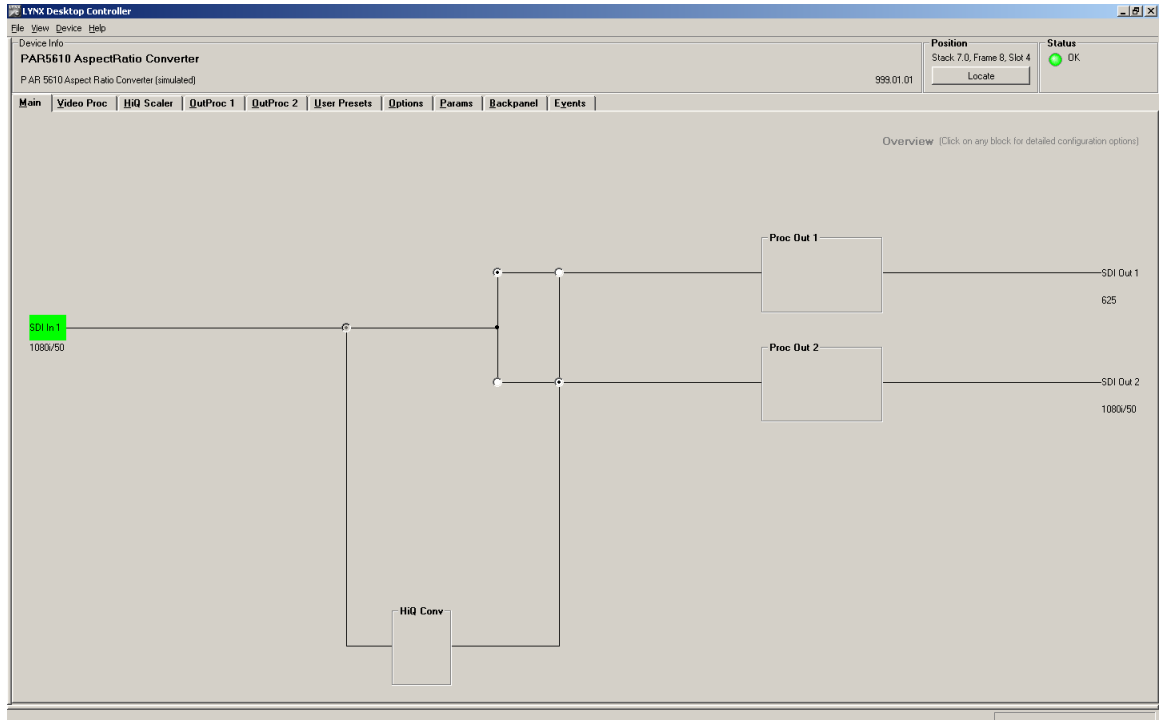 LYNX Desktop Controller
File View Device Help
Device Info
PAR5610 AspectRatio Converter
P AR 5610 Aspect Ratio Converter (simulated)
999.01.01
Position
Stack 7.0, Frame 8, Slot 4
Locate
Status
OK
Main Video Proc HiQ Scaler OutProc 1 OutProc 2 User Presets Options Params Backpanel Events
Overview (Click on any block for detailed configuration options)
Proc Out 1
SDI Out 1
625
SDI In 1
1080i/50
Proc Out 2
SDI Out 2
1080i/50
HiQ Conv